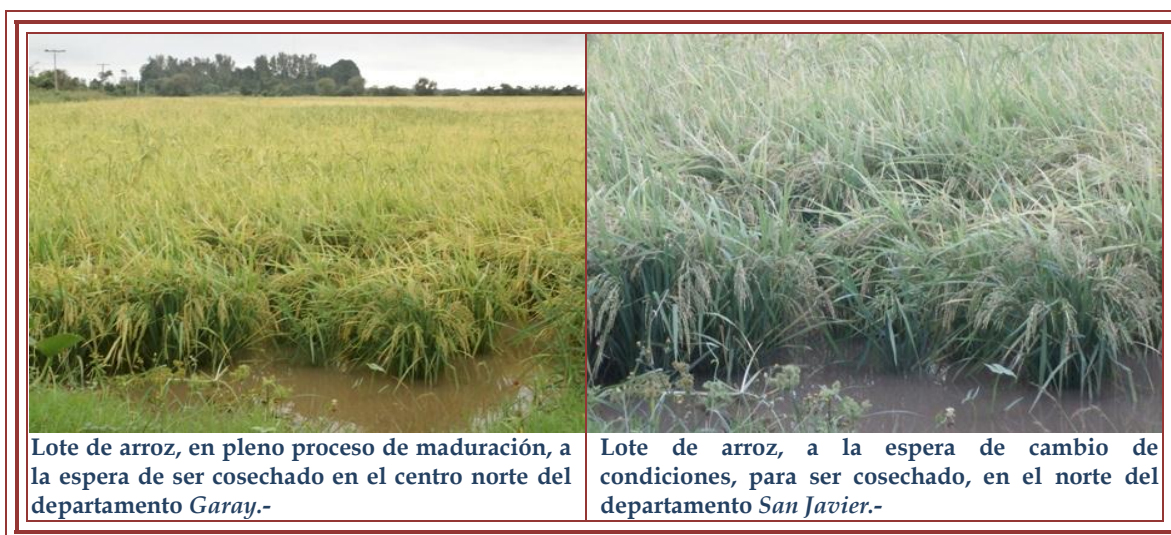 Lote de arroz, en pleno proceso de maduración, a
la espera de ser cosechado en el centro norte del
departamento Garay.-
Lote de arroz, a la espera de cambio de
condiciones, para ser cosechado, en el norte del
departamento San Javier.-